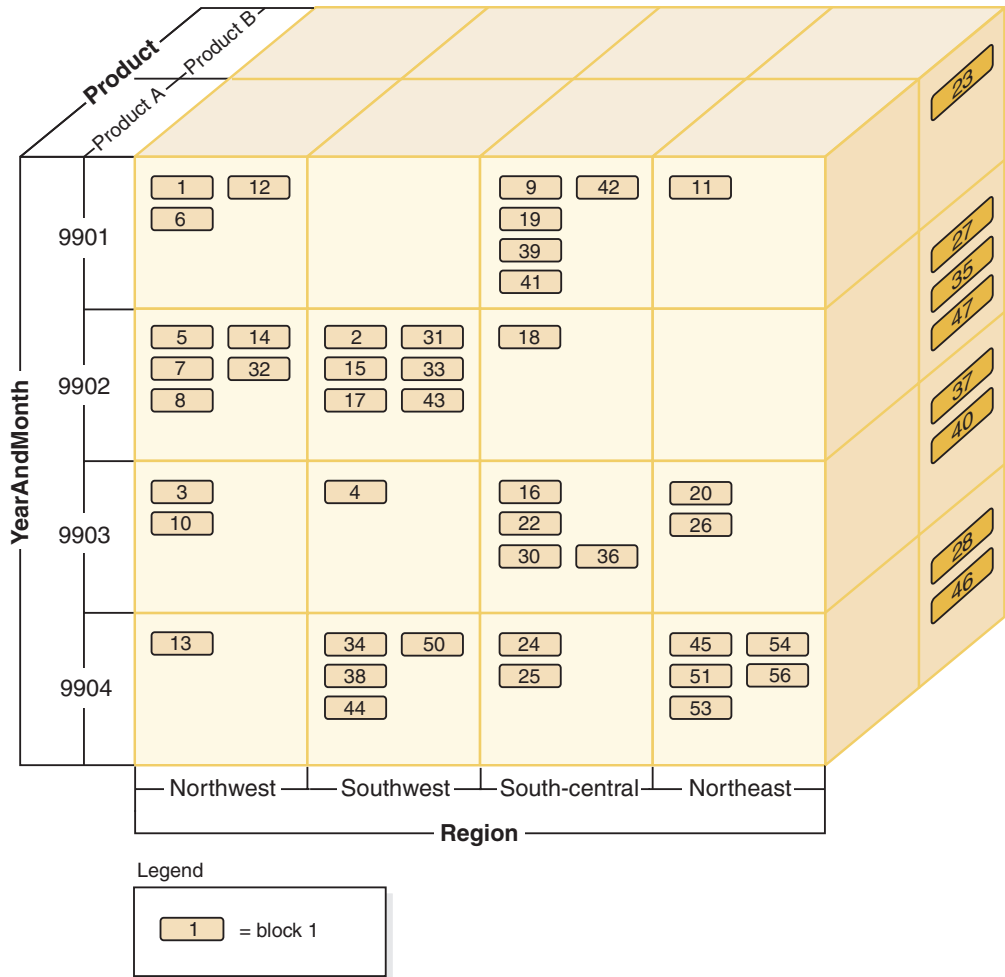 Product
Product A
Product B
YearAndMonth
9901
1 12 9 42 11
6 19
39
41
9902
5 14 2 31 18
7 32 15 33
8 17 43
9903
3 4 16 20
10 22 26
30 36
9904
13 34 50 24 45 54
38 25 51 56
44 53
23
27
35
47
37
40
28
46
Northwest Southwest South-central Northeast
Region
Legend
1 = block 1